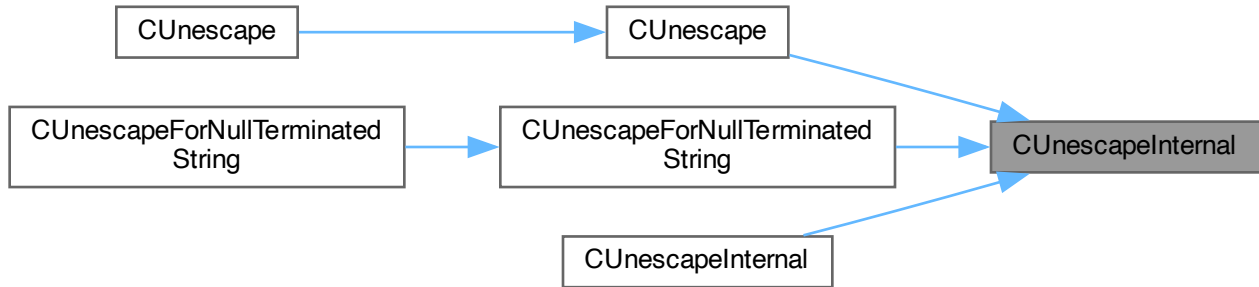 CUnescape
CUnescape
CUnescapeForNullTerminated
String
CUnescapeForNullTerminated
String
CUnescapeInternal
CUnescapeInternal